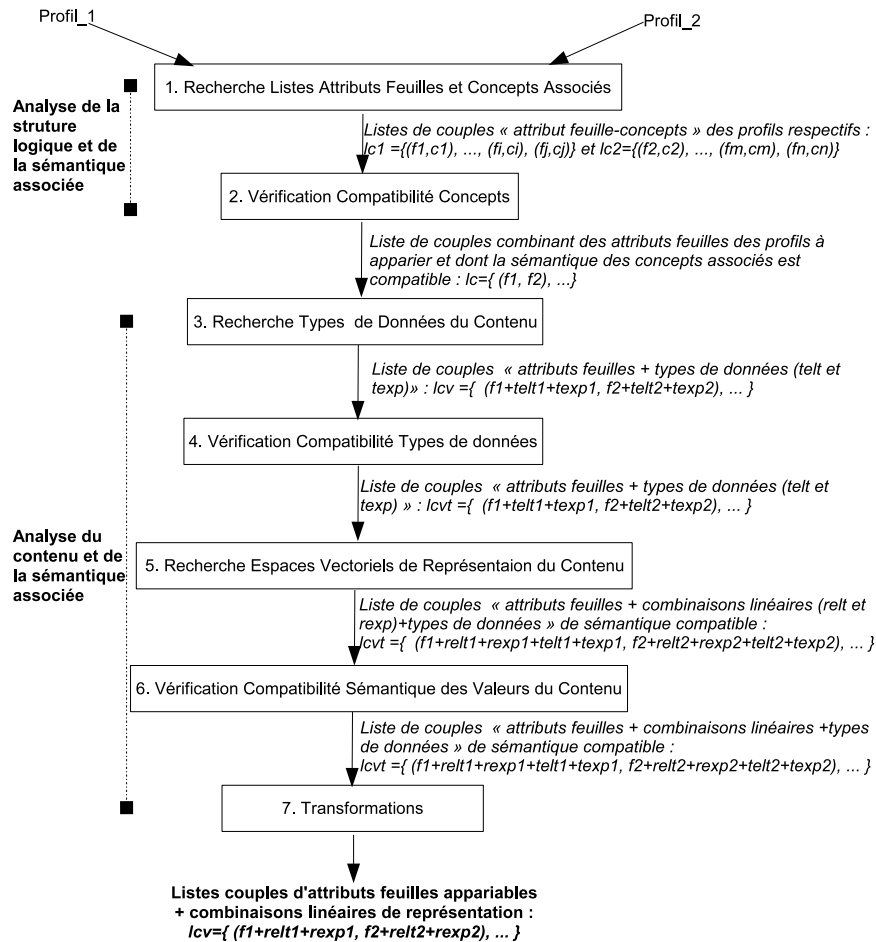 Profil_1
Profil_2
1. Recherche Listes Attributs Feuilles et Concepts Associés
Analyse de la
struture
logique et de
la sémantique
associée
Listes de couples « attribut feuille-concepts » des profils respectifs :
lc1 ={(f1,c1), ..., (fi,ci), (fj,cj)} et lc2={(f2,c2), ..., (fm,cm), (fn,cn)}
2. Vérification Compatibilité Concepts
Liste de couples combinant des attributs feuilles des profils à
apparier et dont la sémantique des concepts associés est
compatible : lc={ (f1, f2), ...}
3. Recherche Types de Données du Contenu
Liste de couples « attributs feuilles + types de données (telt et
texp)» : lcv ={ (f1+telt1+texp1, f2+telt2+texp2), ... }
4. Vérification Compatibilité Types de données
Liste de couples « attributs feuilles + types de données (telt et
texp) » : lcvt ={ (f1+telt1+texp1, f2+telt2+texp2), ... }
Analyse du
contenu et de
la sémantique
associée
5. Recherche Espaces Vectoriels de Représentaion du Contenu
Liste de couples « attributs feuilles + combinaisons linéaires (relt et
rexp)+types de données » de sémantique compatible :
lcvt ={ (f1+relt1+rexp1+telt1+texp1, f2+relt2+rexp2+telt2+texp2), ... }
6. Vérification Compatibilité Sémantique des Valeurs du Contenu
Liste de couples « attributs feuilles + combinaisons linéaires +types
de données » de sémantique compatible :
lcvt ={ (f1+relt1+rexp1+telt1+texp1, f2+relt2+rexp2+telt2+texp2), ... }
7. Transformations
Listes couples d'attributs feuilles appariables
+ combinaisons linéaires de représentation :
lcv={ (f1+relt1+rexp1, f2+relt2+rexp2), ... }